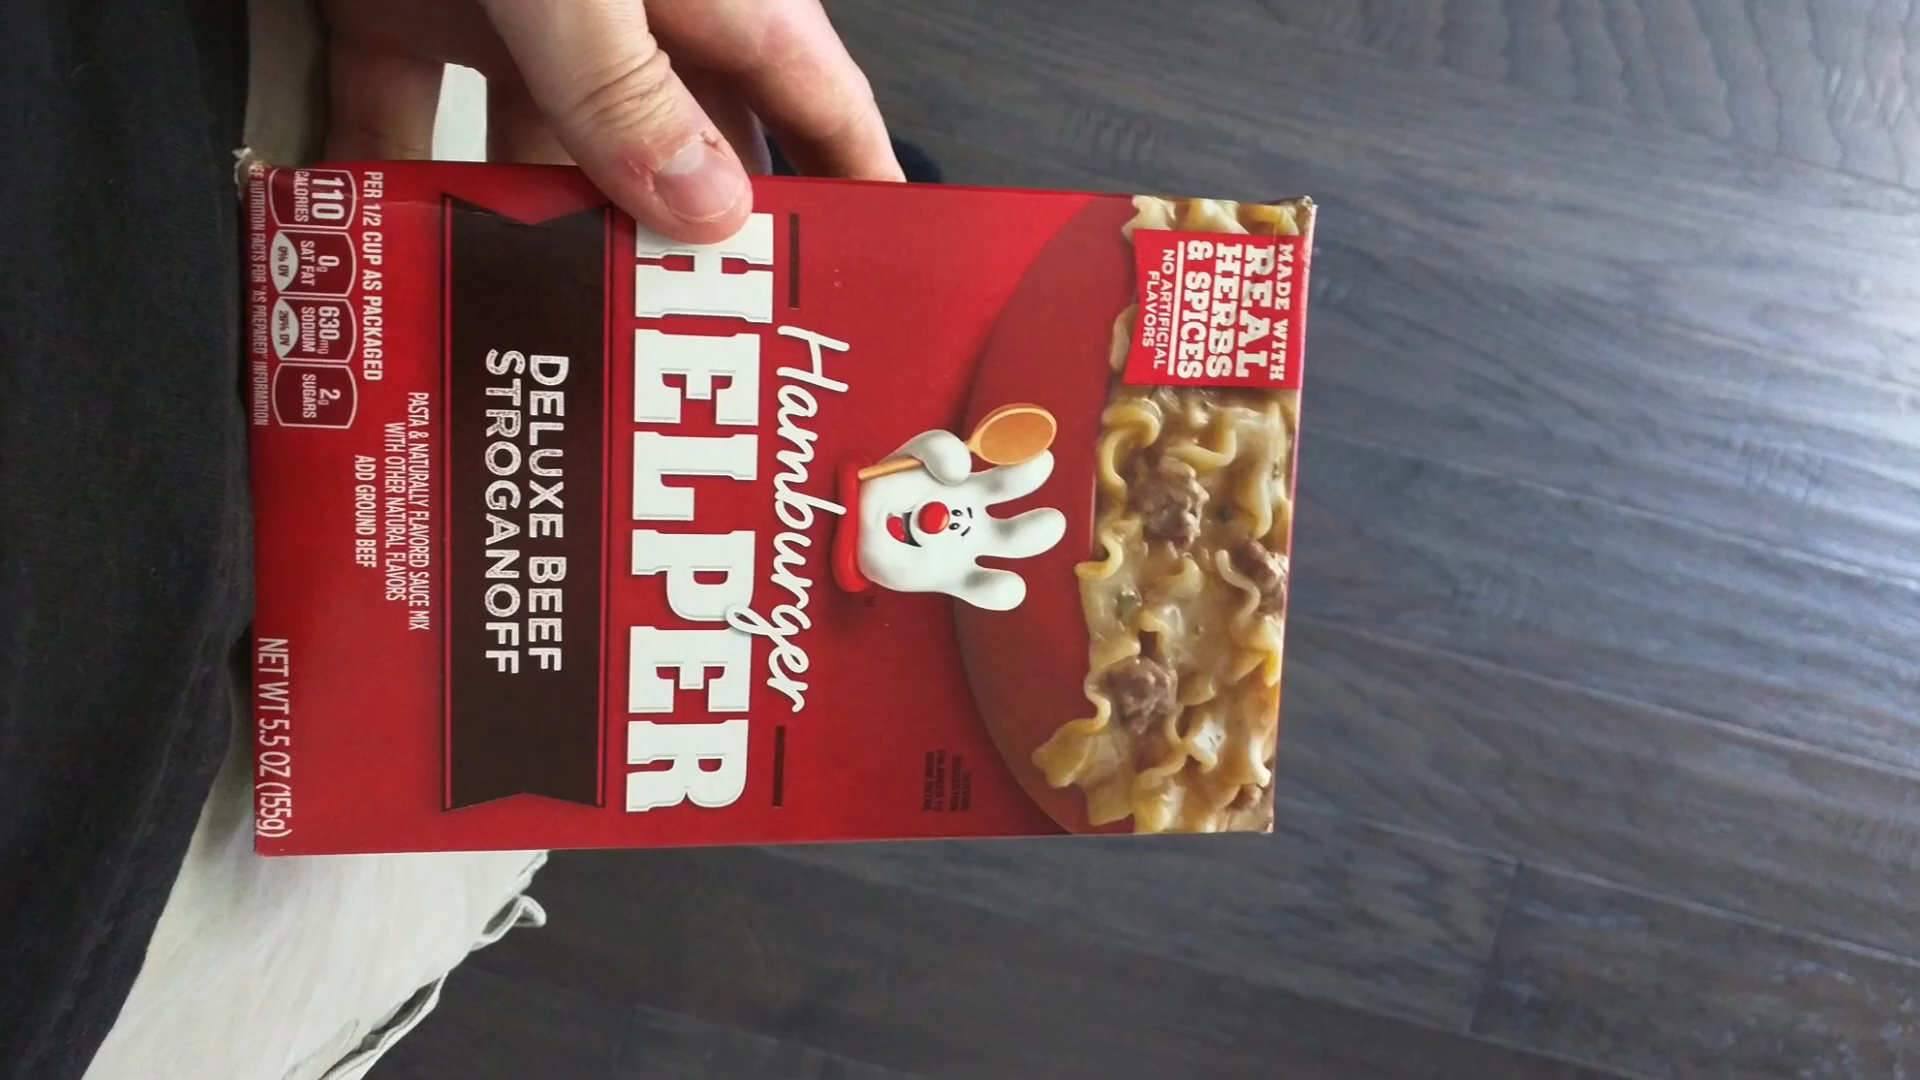 MADE WITH
REAL
HERBS
& SPICES
NO ARTIFICIAL
FLAVORS
Hamburger
HELPER
DELUXE BEEF
STROGANOFF
PASTA & NATURALLY FLAVORED SAUCE MIX
WITH OTHER NATURAL FLAVORS
ADD GROUND BEEF
PER 1/2 CUP AS PACKAGED
110
CALORIES
0g
SAT FAT
0% DV
630mg
SODIUM
26% DV
2g
SUGARS
NUTRITION FACTS FOR "AS PREPARED" INFORMATION
NET WT 5.5 OZ (155g)